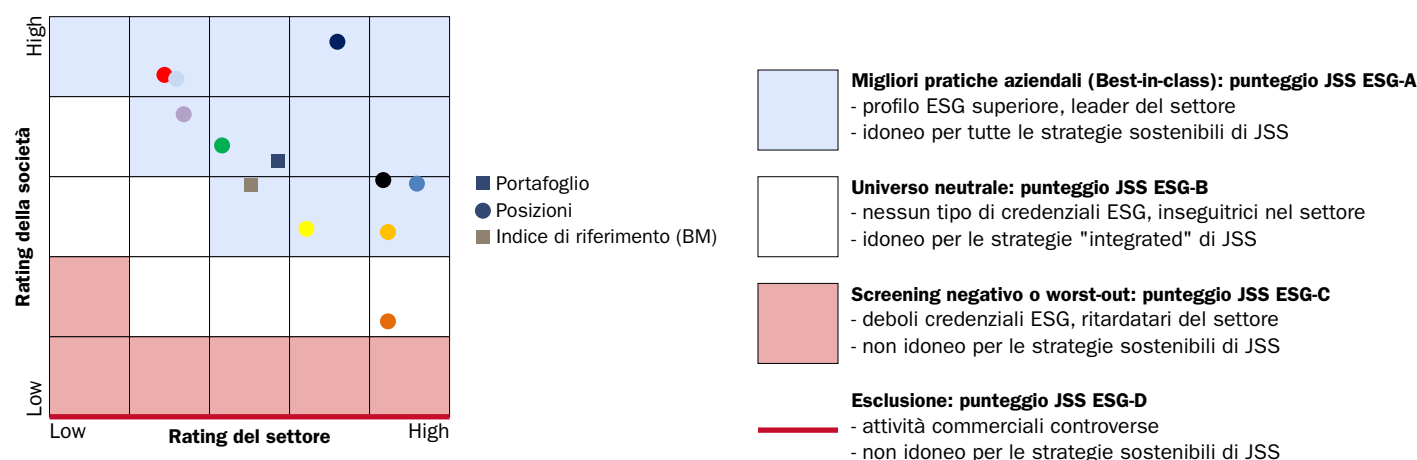 High
Rating della società
Low
Low
Rating del settore
High
Portafoglio
Posizioni
Indice di riferimento (BM)
Migliori pratiche aziendali (Best-in-class): punteggio JSS ESG-A
- profilo ESG superiore, leader del settore
- idoneo per tutte le strategie sostenibili di JSS
Universo neutrale: punteggio JSS ESG-B
- nessun tipo di credenziali ESG, inseguitrici nel settore
- idoneo per le strategie "integrated" di JSS
Screening negativo o worst-out: punteggio JSS ESG-C
- deboli credenziali ESG, ritardatari del settore
- non idoneo per le strategie sostenibili di JSS
Esclusione: punteggio JSS ESG-D
- attività commerciali controverse
- non idoneo per le strategie sostenibili di JSS